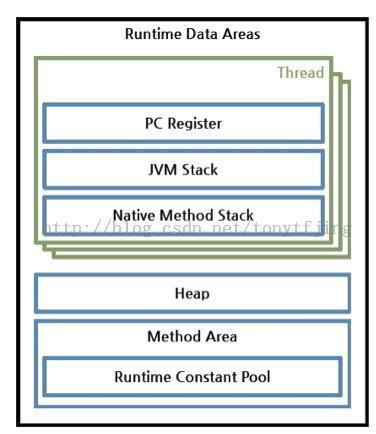 Runtime Data Areas
Thread
PC Register
JVM Stack
Native Method Stack
http://blog.csdn.net/tonytfjing
Heap
Method Area
Runtime Constant Pool